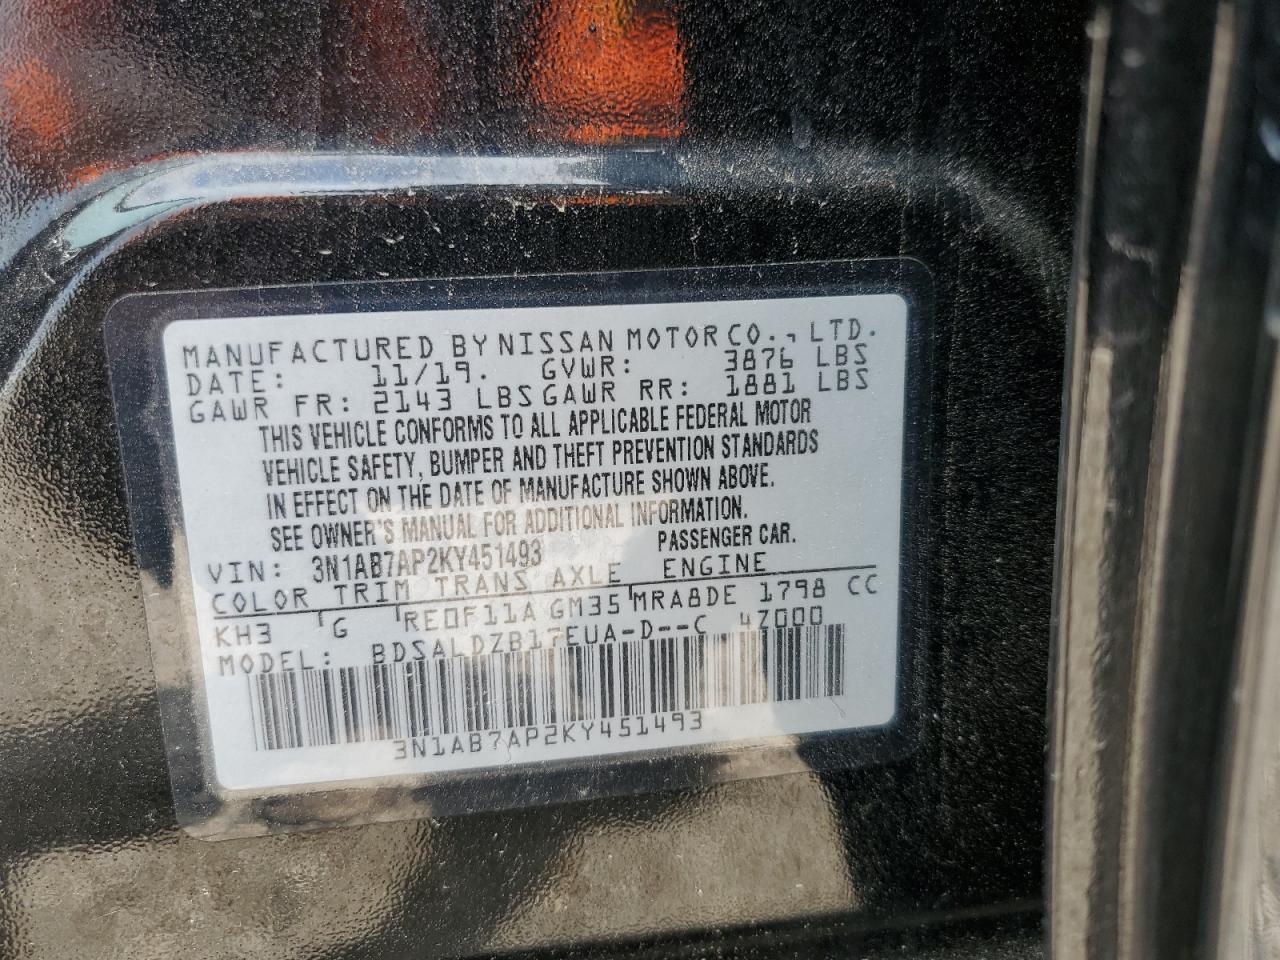 MANUFACTURED BY NISSAN MOTOR CO., LTD.
DATE: 11/19. GVWR: 3876 LBS
GAWR FR: 2143 LBS GAWR RR: 1881 LBS
THIS VEHICLE CONFORMS TO ALL APPLICABLE FEDERAL MOTOR
VEHICLE SAFETY, BUMPER AND THEFT PREVENTION STANDARDS
IN EFFECT ON THE DATE OF MANUFACTURE SHOWN ABOVE.
SEE OWNER'S MANUAL FOR ADDITIONAL INFORMATION.
VIN: 3N1AB7AP2KY451493 PASSENGER CAR.
COLOR TRIM TRANS AXLE ENGINE
KH3 G RE0F11A GM35 MRA8DE 1798 CC
MODEL: BDSALDZB17EUA-D--C 4Z000
3N1AB7AP2KY451493